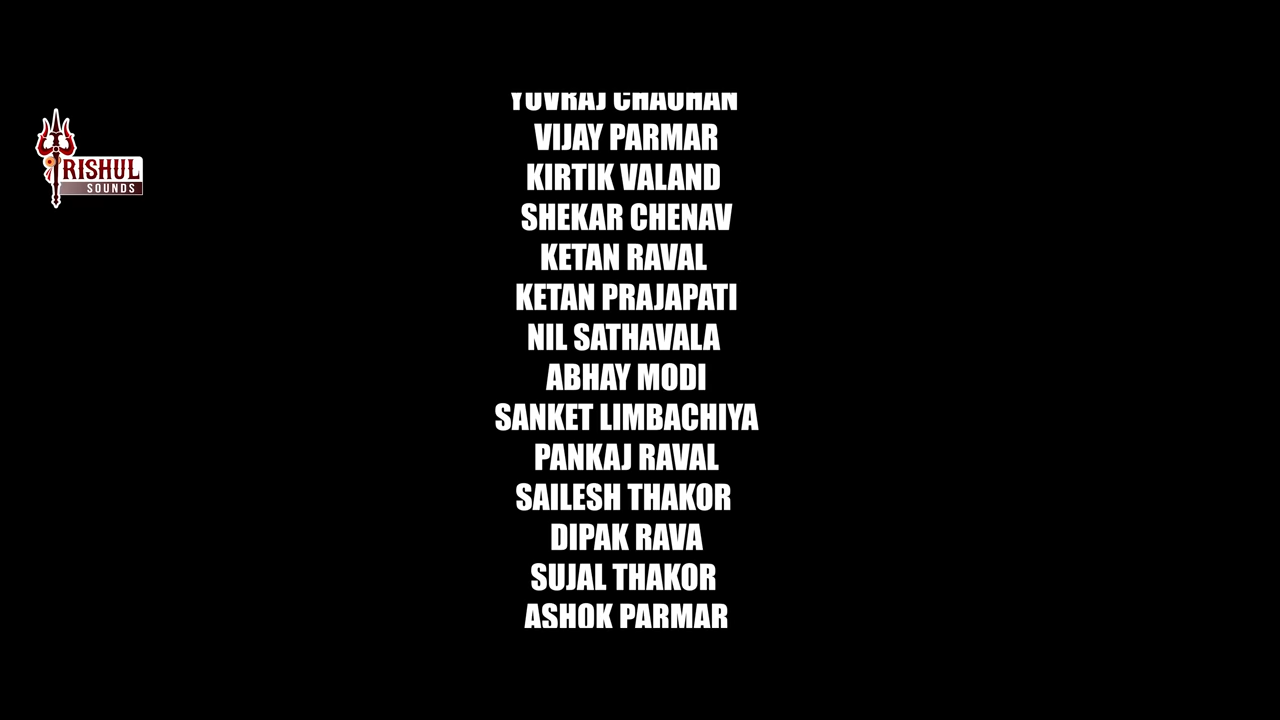 TRISHUL
SOUNDS
YUVRAJ CHAUHAN
VIJAY PARMAR
KIRTIK VALAND
SHEKAR CHENAV
KETAN RAVAL
KETAN PRAJAPATI
NIL SATHAVALA
ABHAY MODI
SANKET LIMBACHIYA
PANKAJ RAVAL
SAILESH THAKOR
DIPAK RAVA
SUJAL THAKOR
ASHOK PARMAR